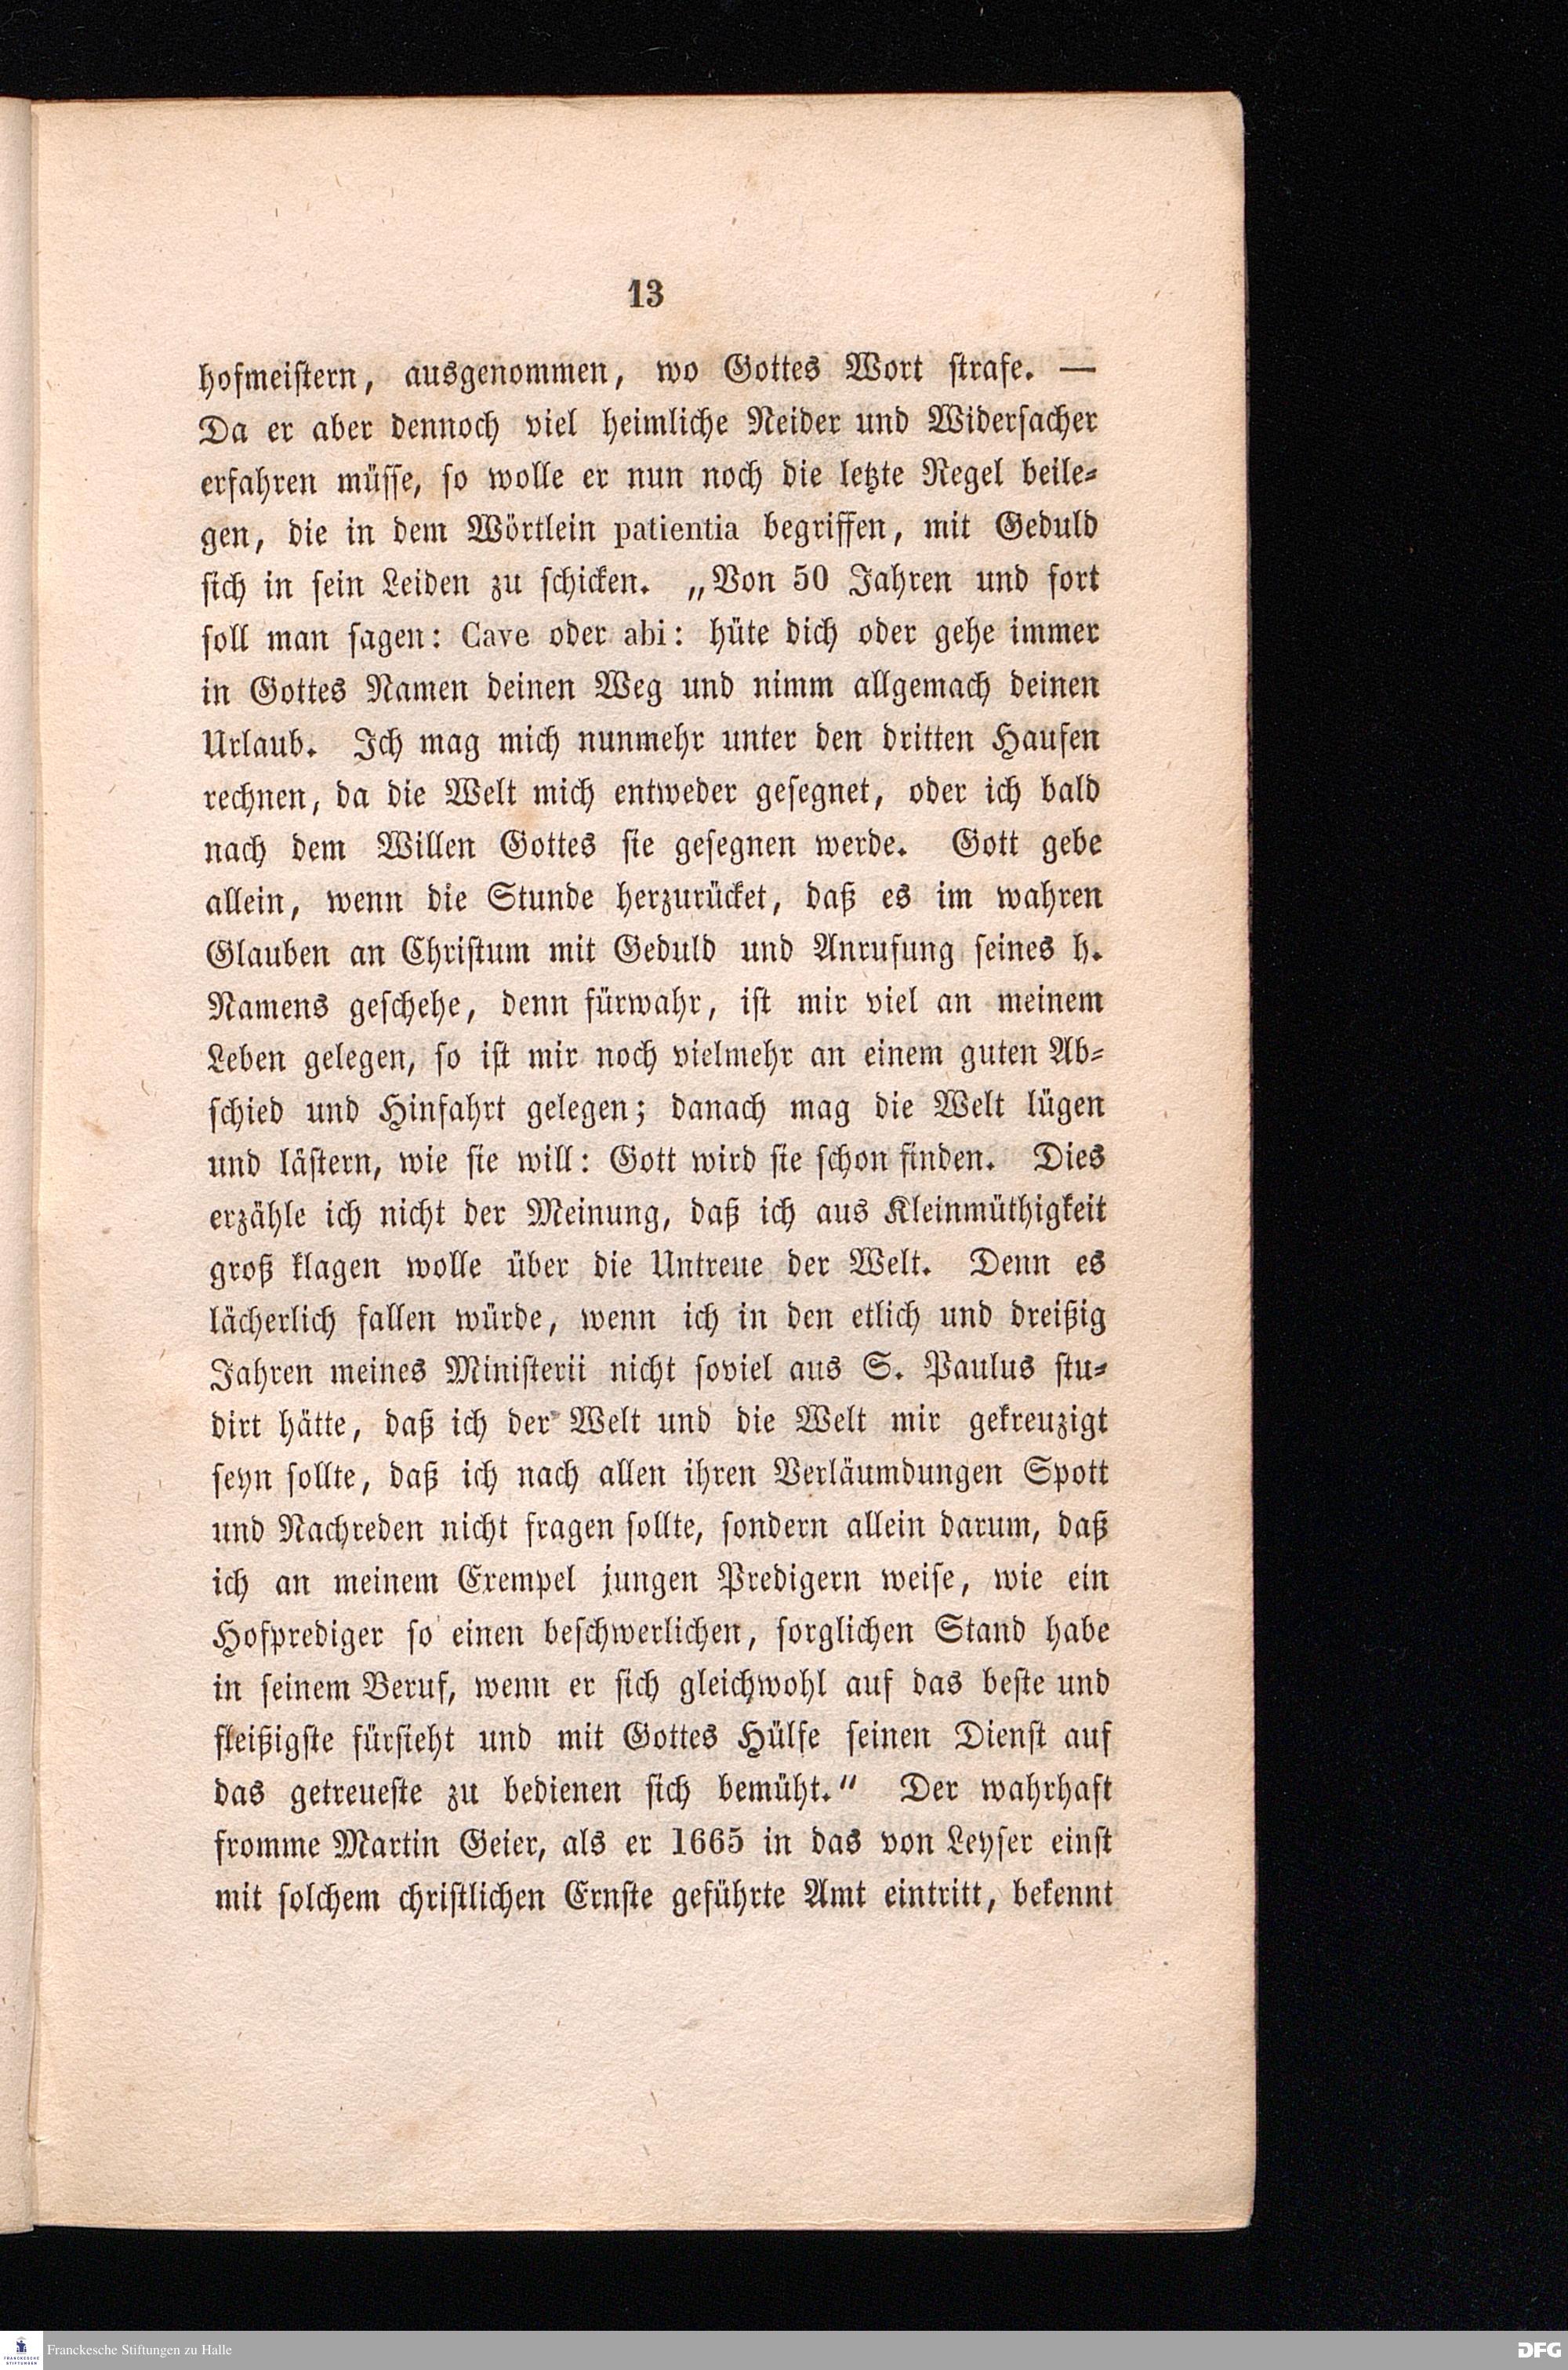 13
hofmeistern, ausgenommen, wo Gottes Wort strafe. —
Da er aber dennoch viel heimliche Neider und Widersacher
erfahren müsse, so wolle er nun noch die letzte Regel beile-
gen, die in dem Wörtlein patientia begriffen, mit Geduld
sich in sein Leiden zu schicken. „Von 50 Jahren und fort
soll man sagen: Cave oder abi: hüte dich oder gehe immer
in Gottes Namen deinen Weg und nimm allgemach deinen
Urlaub. Ich mag mich nunmehr unter den dritten Haufen
rechnen, da die Welt mich entweder gesegnet, oder ich bald
nach dem Willen Gottes sie gesegnen werde. Gott gebe
allein, wenn die Stunde herzurücket, daß es im wahren
Glauben an Christum mit Geduld und Anrufung seines h.
Namens geschehe, denn fürwahr, ist mir viel an meinem
Leben gelegen, so ist mir noch vielmehr an einem guten Ab-
schied und Hinfahrt gelegen; danach mag die Welt lügen
und lästern, wie sie will: Gott wird sie schon finden. Dies
erzähle ich nicht der Meinung, daß ich aus Kleinmüthigkeit
groß klagen wolle über die Untreue der Welt. Denn es
lächerlich fallen würde, wenn ich in den etlich und dreißig
Jahren meines Ministerii nicht soviel aus S. Paulus stu-
dirt hätte, daß ich der Welt und die Welt mir gekreuzigt
seyn sollte, daß ich nach allen ihren Verläumdungen Spott
und Nachreden nicht fragen sollte, sondern allein darum, daß
ich an meinem Exempel jungen Predigern weise, wie ein
Hofprediger so einen beschwerlichen, sorglichen Stand habe
in seinem Beruf, wenn er sich gleichwohl auf das beste und
fleißigste fürsieht und mit Gottes Hülfe seinen Dienst auf
das getreueste zu bedienen sich bemüht.“ Der wahrhaft
fromme Martin Geier, als er 1665 in das von Leyser einst
mit solchem christlichen Ernste geführte Amt eintritt, bekennt
FRANCKESCHE
STIFTUNGEN
Franckesche Stiftungen zu Halle
DFG